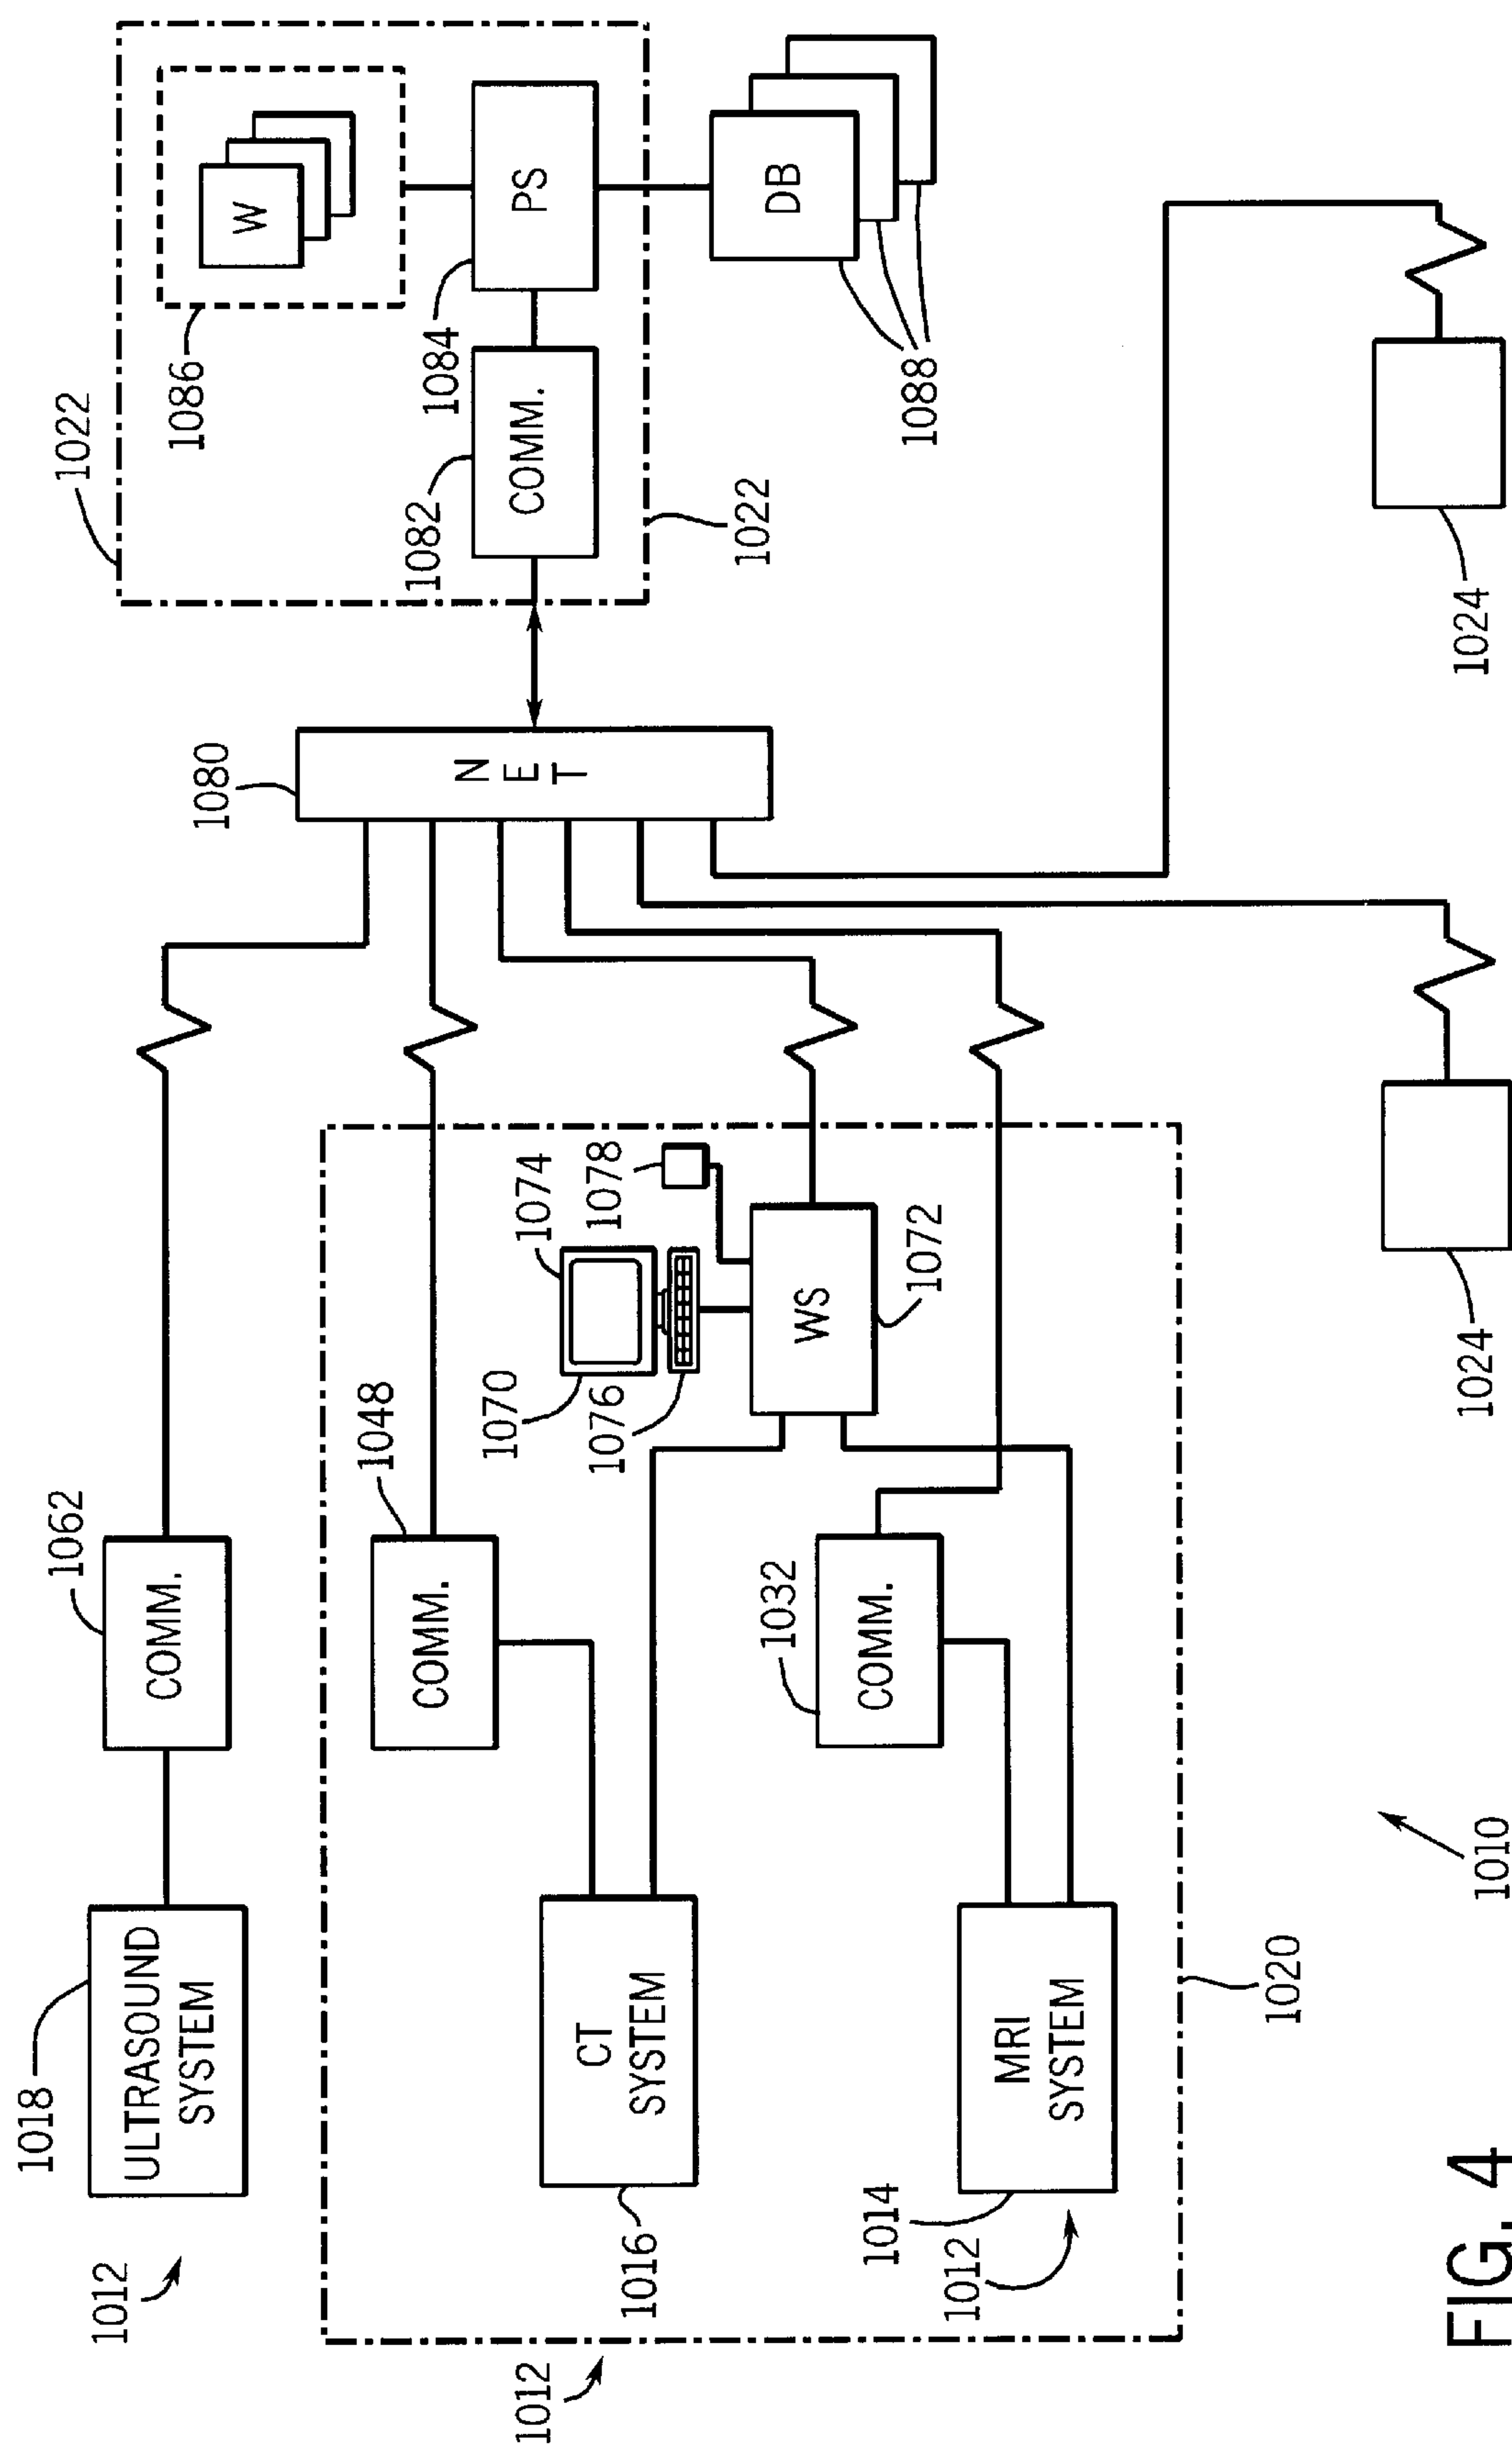 1018
ULTRASOUND
SYSTEM
1012
1062
COMM.
1012
1016
CT
SYSTEM
1048
COMM.
1070
1074
1076
1078
WS
1072
1032
COMM.
1014
1012
MRI
SYSTEM
1020
1080
N
E
T
1022
1086
W
1084
PS
1082
COMM.
1022
DB
1088
1024
1024
1010
FIG. 4